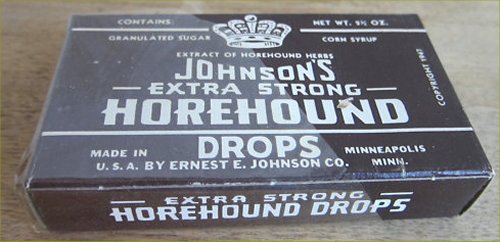 CONTAINS NET WT. 5½ OZ.
GRANULATED SUGAR CORN SYRUP
EXTRACT OF HOREHOUND HERBS
JOHNSON'S
EXTRA STRONG
HOREHOUND
DROPS
MADE IN MINNEAPOLIS
U.S.A. BY ERNEST E. JOHNSON CO. MINN.
COPYRIGHT 1947
EXTRA STRONG
HOREHOUND DROPS